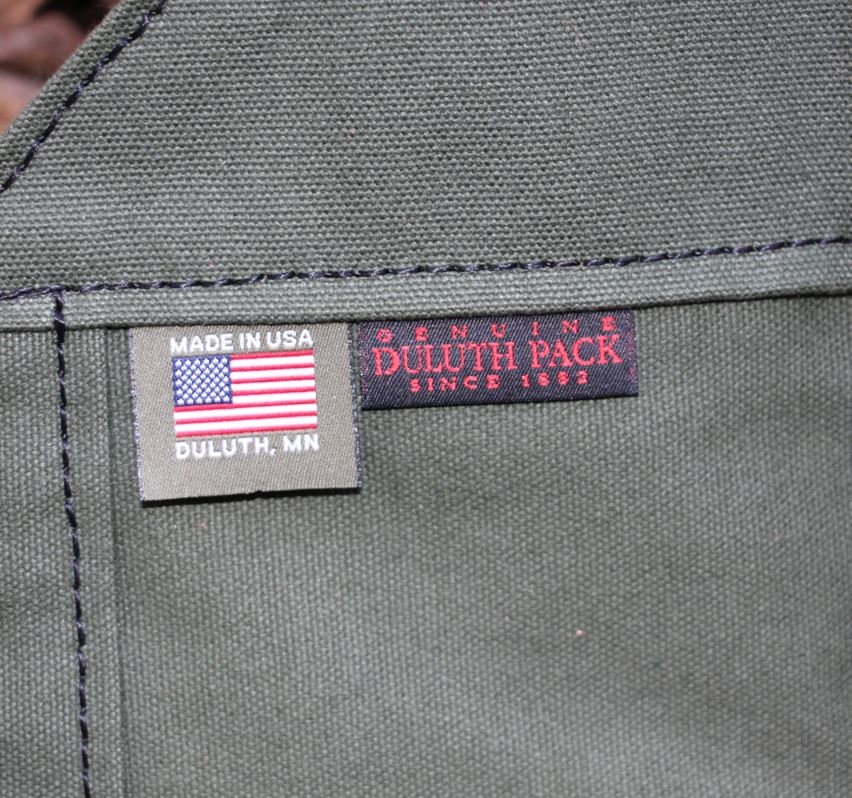 MADE IN USA
DULUTH, MN
GENUINE
DULUTH PACK
SINCE 1882